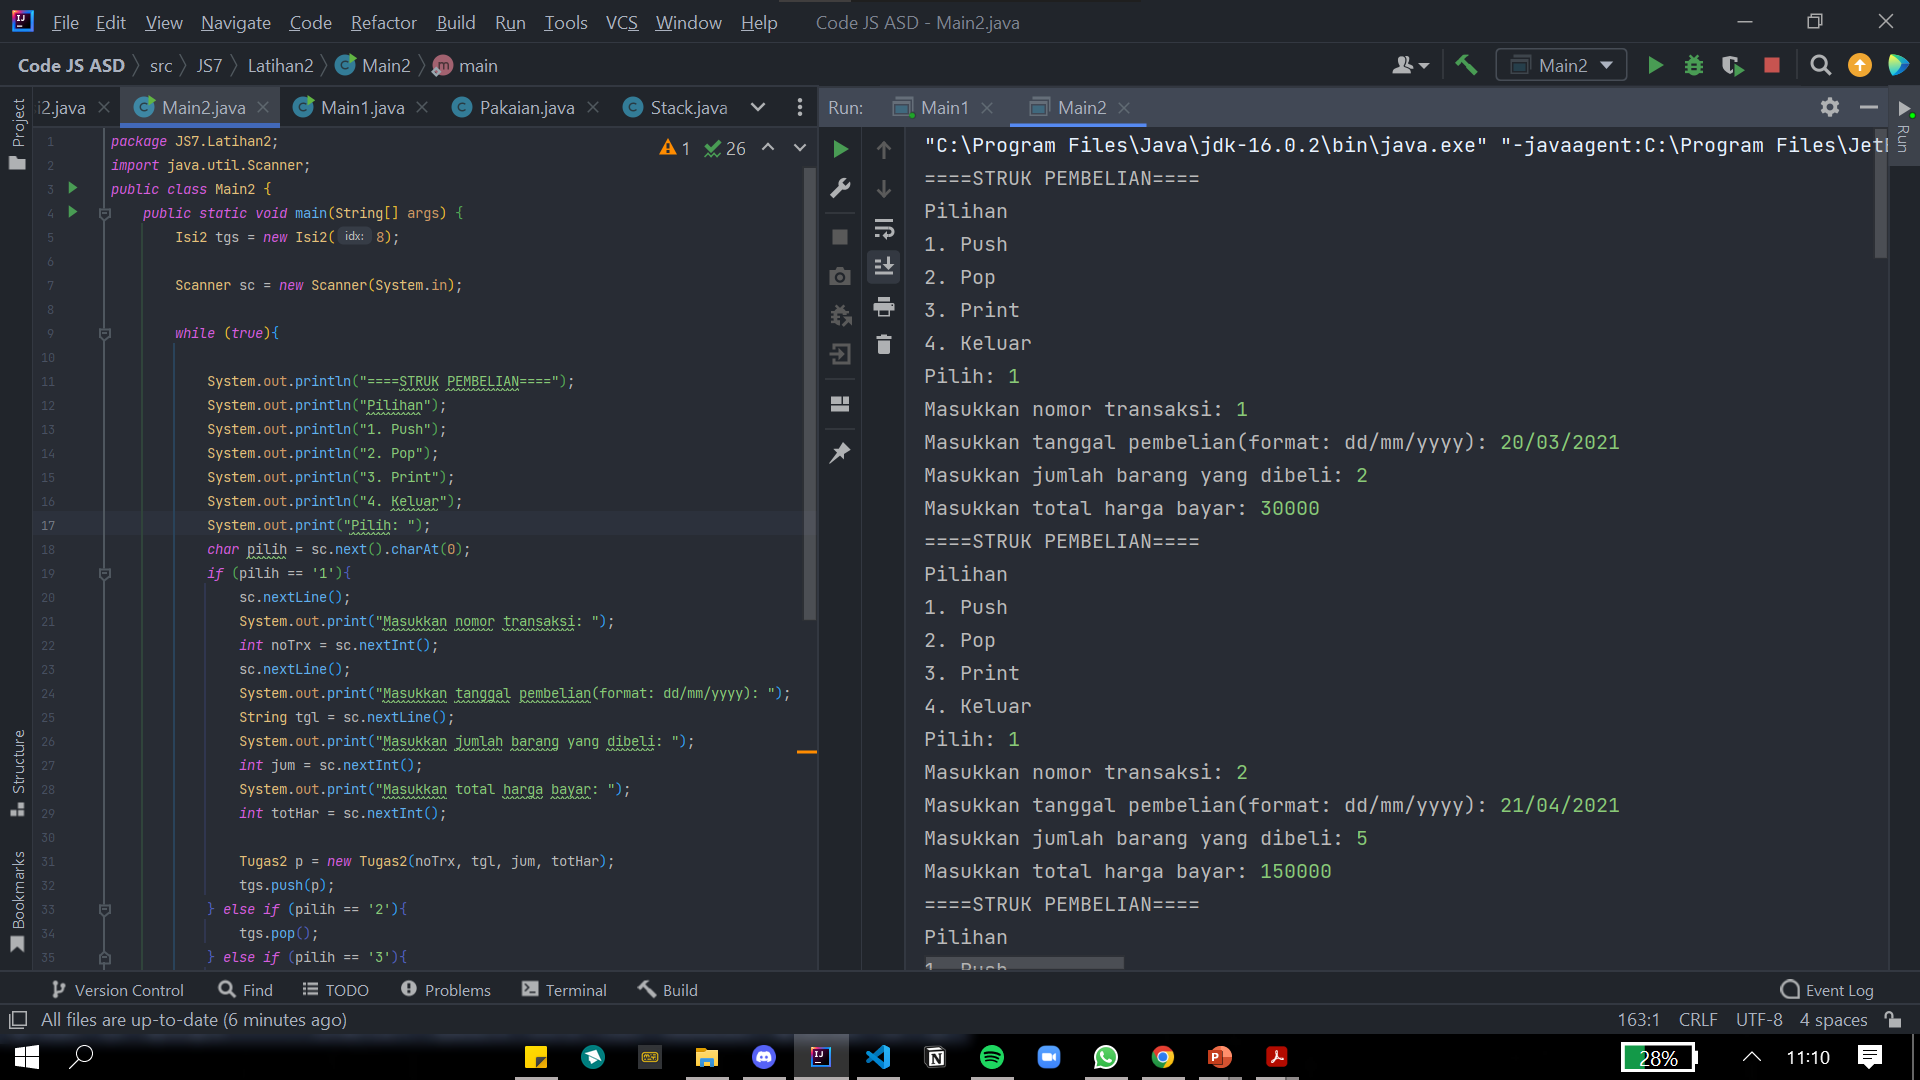 File Edit View Navigate Code Refactor Build Run Tools VCS Window Help Code JS ASD - Main2.java
Code JS ASD src JS7 Latihan2 Main2 main Main2
i2.java Main2.java Main1.java Pakaian.java Stack.java Run: Main1 Main2
Project
Structure
Bookmarks
Run
1 26
1 package JS7.Latihan2;
2 import java.util.Scanner;
3 public class Main2 {
4 public static void main(String[] args) {
5 Isi2 tgs = new Isi2( idx: 8);
6
7 Scanner sc = new Scanner(System.in);
8
9 while (true){
10
11 System.out.println("====STRUK PEMBELIAN====");
12 System.out.println("Pilihan");
13 System.out.println("1. Push");
14 System.out.println("2. Pop");
15 System.out.println("3. Print");
16 System.out.println("4. Keluar");
17 System.out.print("Pilih: ");
18 char pilih = sc.next().charAt(0);
19 if (pilih == '1'){
20 sc.nextLine();
21 System.out.print("Masukkan nomor transaksi: ");
22 int noTrx = sc.nextInt();
23 sc.nextLine();
24 System.out.print("Masukkan tanggal pembelian(format: dd/mm/yyyy): ");
25 String tgl = sc.nextLine();
26 System.out.print("Masukkan jumlah barang yang dibeli: ");
27 int jum = sc.nextInt();
28 System.out.print("Masukkan total harga bayar: ");
29 int totHar = sc.nextInt();
30
31 Tugas2 p = new Tugas2(noTrx, tgl, jum, totHar);
32 tgs.push(p);
33 } else if (pilih == '2'){
34 tgs.pop();
35 } else if (pilih == '3'){
"C:\Program Files\Java\jdk-16.0.2\bin\java.exe" "-javaagent:C:\Program Files\JetB
====STRUK PEMBELIAN====
Pilihan
1. Push
2. Pop
3. Print
4. Keluar
Pilih: 1
Masukkan nomor transaksi: 1
Masukkan tanggal pembelian(format: dd/mm/yyyy): 20/03/2021
Masukkan jumlah barang yang dibeli: 2
Masukkan total harga bayar: 30000
====STRUK PEMBELIAN====
Pilihan
1. Push
2. Pop
3. Print
4. Keluar
Pilih: 1
Masukkan nomor transaksi: 2
Masukkan tanggal pembelian(format: dd/mm/yyyy): 21/04/2021
Masukkan jumlah barang yang dibeli: 5
Masukkan total harga bayar: 150000
====STRUK PEMBELIAN====
Pilihan
1. Push
Version Control Find TODO Problems Terminal Build Event Log
All files are up-to-date (6 minutes ago) 163:1 CRLF UTF-8 4 spaces
28% 11:10